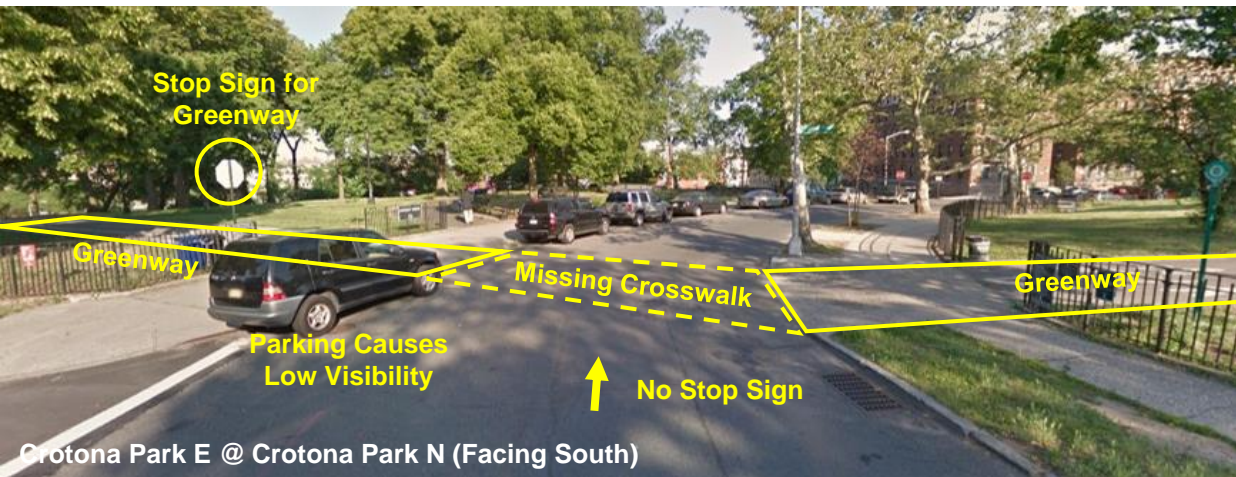 Stop Sign for
Greenway
Greenway
Missing Crosswalk
Greenway
Parking Causes
Low Visibility
No Stop Sign
Crotona Park E @ Crotona Park N (Facing South)